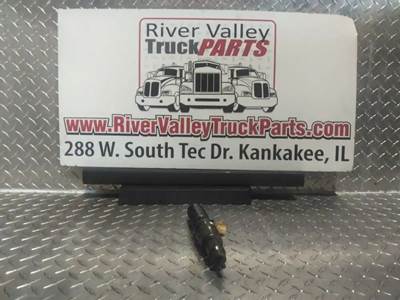 River Valley
TruckPARTS
www.RiverValleyTruckParts.com
288 W. South Tec Dr. Kankakee, IL